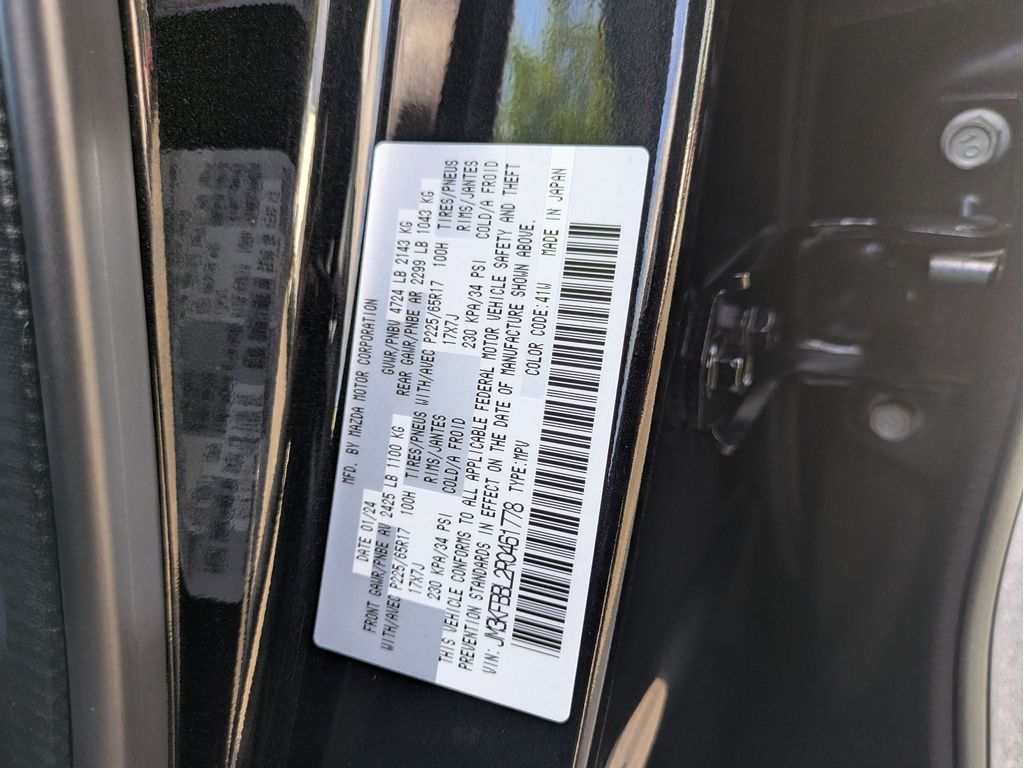 MFD. BY MAZDA MOTOR CORPORATION
DATE 01/24 GVWR/PNBV 4724 LB 2143 KG
FRONT GAWR/PNBE AV 2425 LB 1100 KG REAR GAWR/PNBE AR 2299 LB 1043 KG
WITH/AVEC P225/65R17 100H TIRES/PNEUS WITH/AVEC P225/65R17 100H TIRES/PNEUS
17X7J RIMS/JANTES 17X7J RIMS/JANTES
230 KPA/34 PSI COLD/A FROID 230 KPA/34 PSI COLD/A FROID
THIS VEHICLE CONFORMS TO ALL APPLICABLE FEDERAL MOTOR VEHICLE SAFETY AND THEFT
PREVENTION STANDARDS IN EFFECT ON THE DATE OF MANUFACTURE SHOWN ABOVE.
VIN: JM3KFBBL2R0461778 TYPE:MPV COLOR CODE:41W MADE IN JAPAN